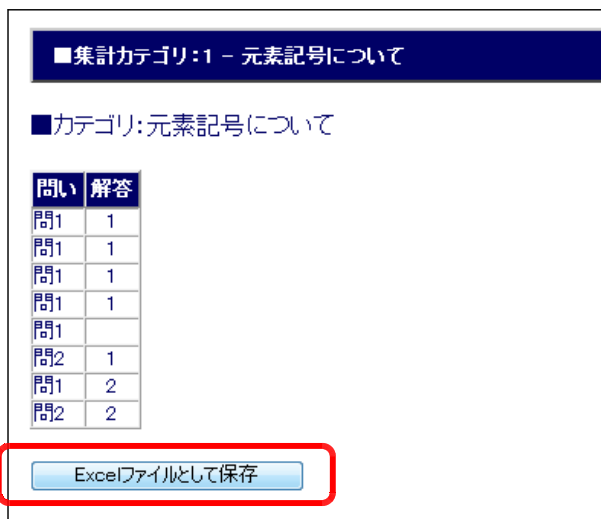 ■集計カテゴリ:1 - 元素記号について
■カテゴリ:元素記号について
問い 解答
問1 1
問1 1
問1 1
問1 1
問1
問2 1
問1 2
問2 2
Excelファイルとして保存